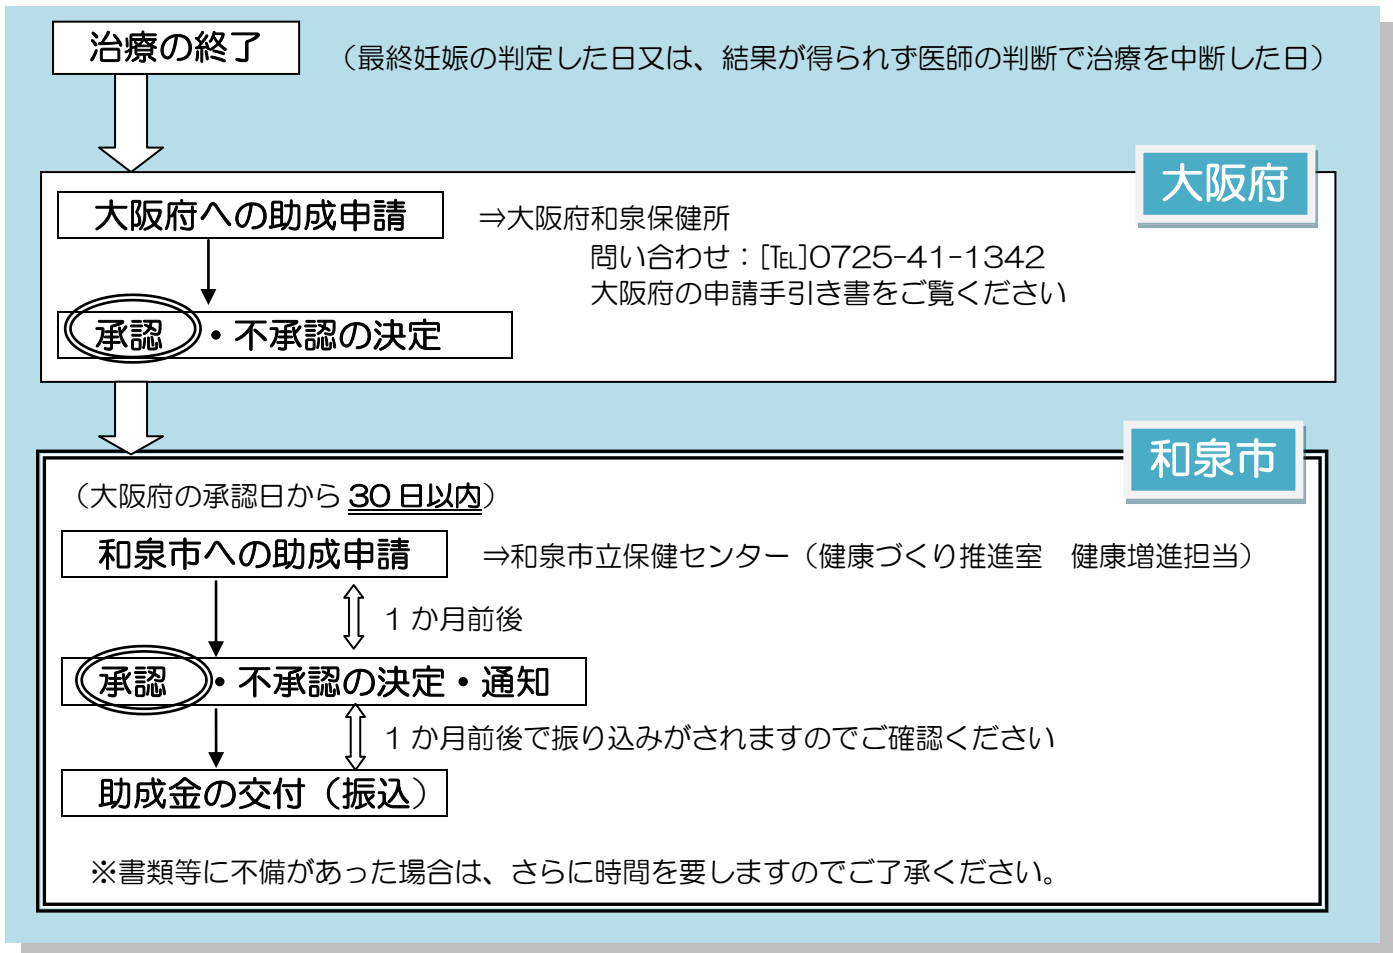 治療の終了
（最終妊娠の判定した日又は、結果が得られず医師の判断で治療を中断した日）
大阪府
大阪府への助成申請
⇒大阪府和泉保健所
問い合わせ：[℡]0725-41-1342
大阪府の申請手引き書をご覧ください
承認・不承認の決定
和泉市
（大阪府の承認日から30日以内）
和泉市への助成申請
⇒和泉市立保健センター（健康づくり推進室　健康増進担当）
1か月前後
承認・不承認の決定・通知
1か月前後で振り込みがされますのでご確認ください
助成金の交付（振込）
※書類等に不備があった場合は、さらに時間を要しますのでご了承ください。